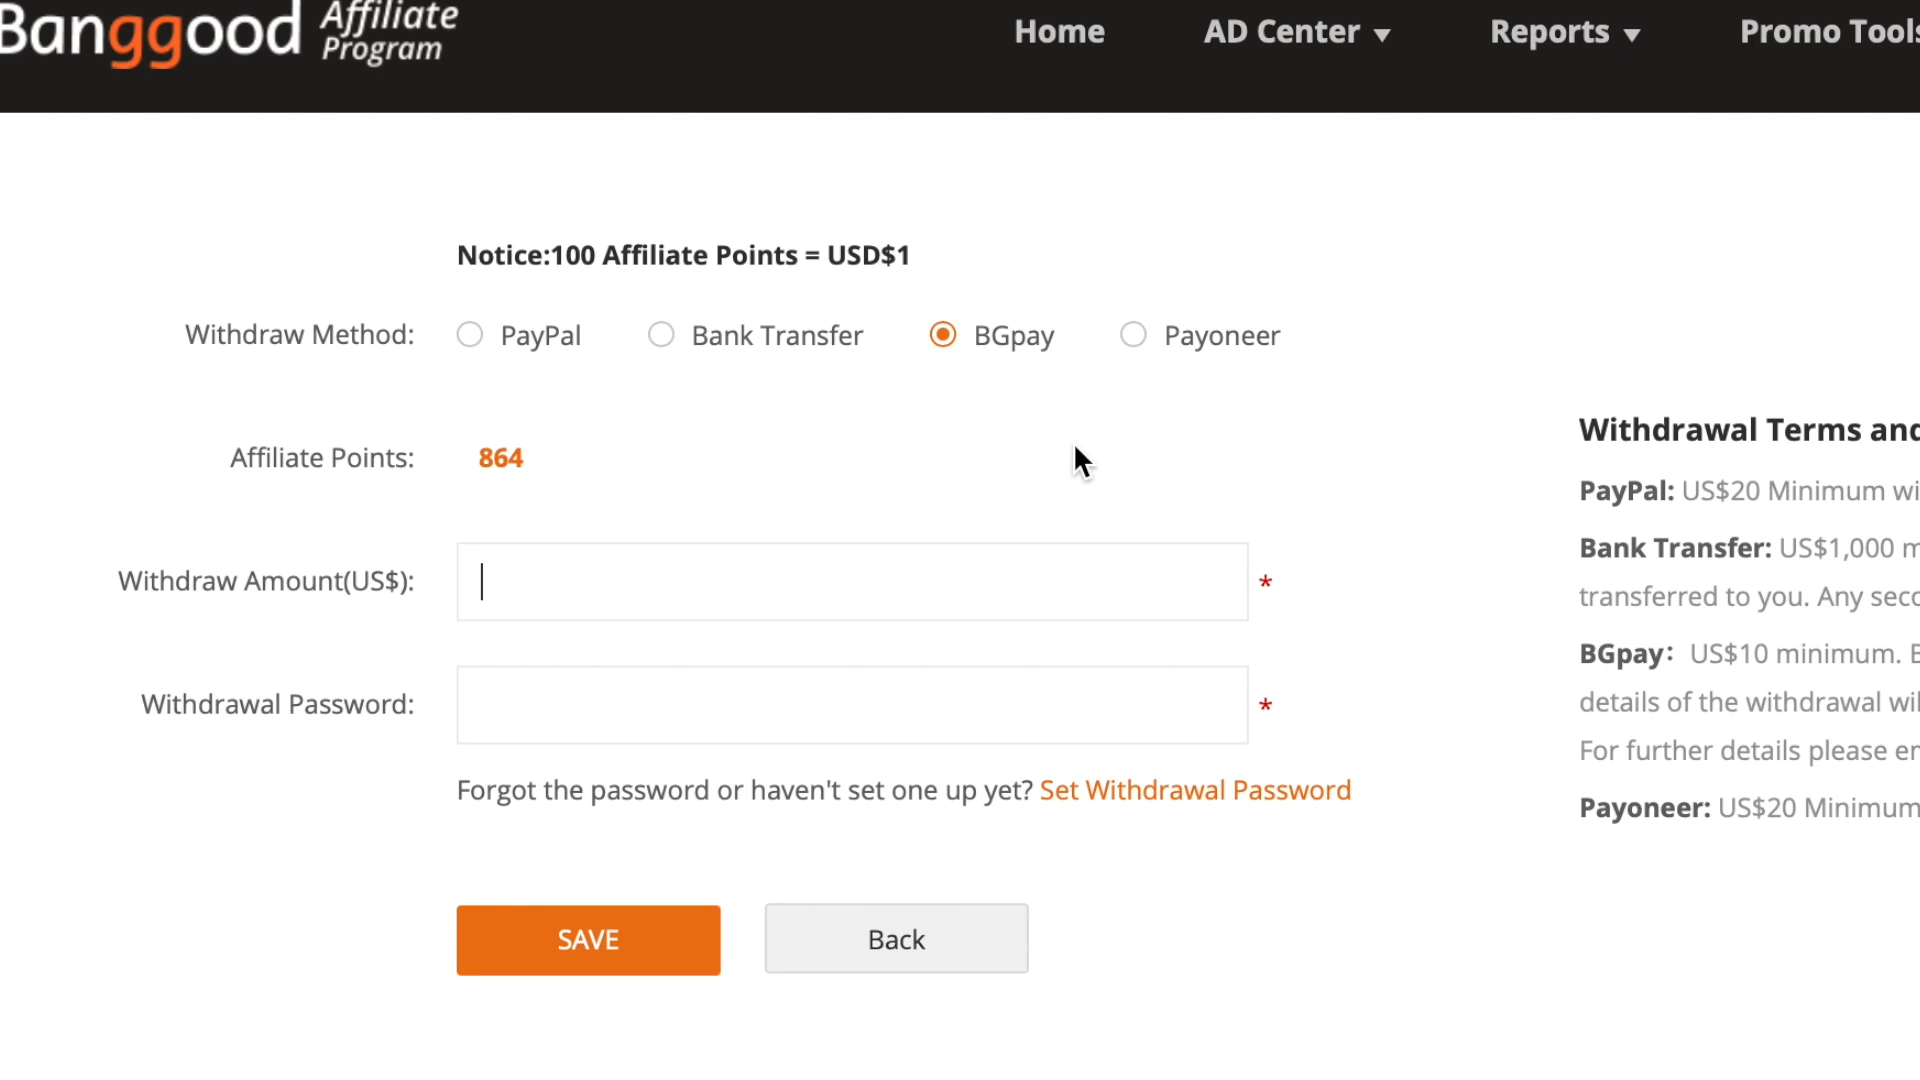 Banggood Affiliate Program
Home AD Center ▼ Reports ▼ Promo Tools
Notice:100 Affiliate Points = USD$1
Withdraw Method: PayPal Bank Transfer BGpay Payoneer
Affiliate Points: 864
Withdraw Amount(US$): *
Withdrawal Password: *
Forgot the password or haven't set one up yet? Set Withdrawal Password
SAVE Back
Withdrawal Terms and
PayPal: US$20 Minimum
Bank Transfer: US$1,000
transferred to you. Any
BGpay: US$10 minimum.
details of the withdrawal
For further details please
Payoneer: US$20 Minimum